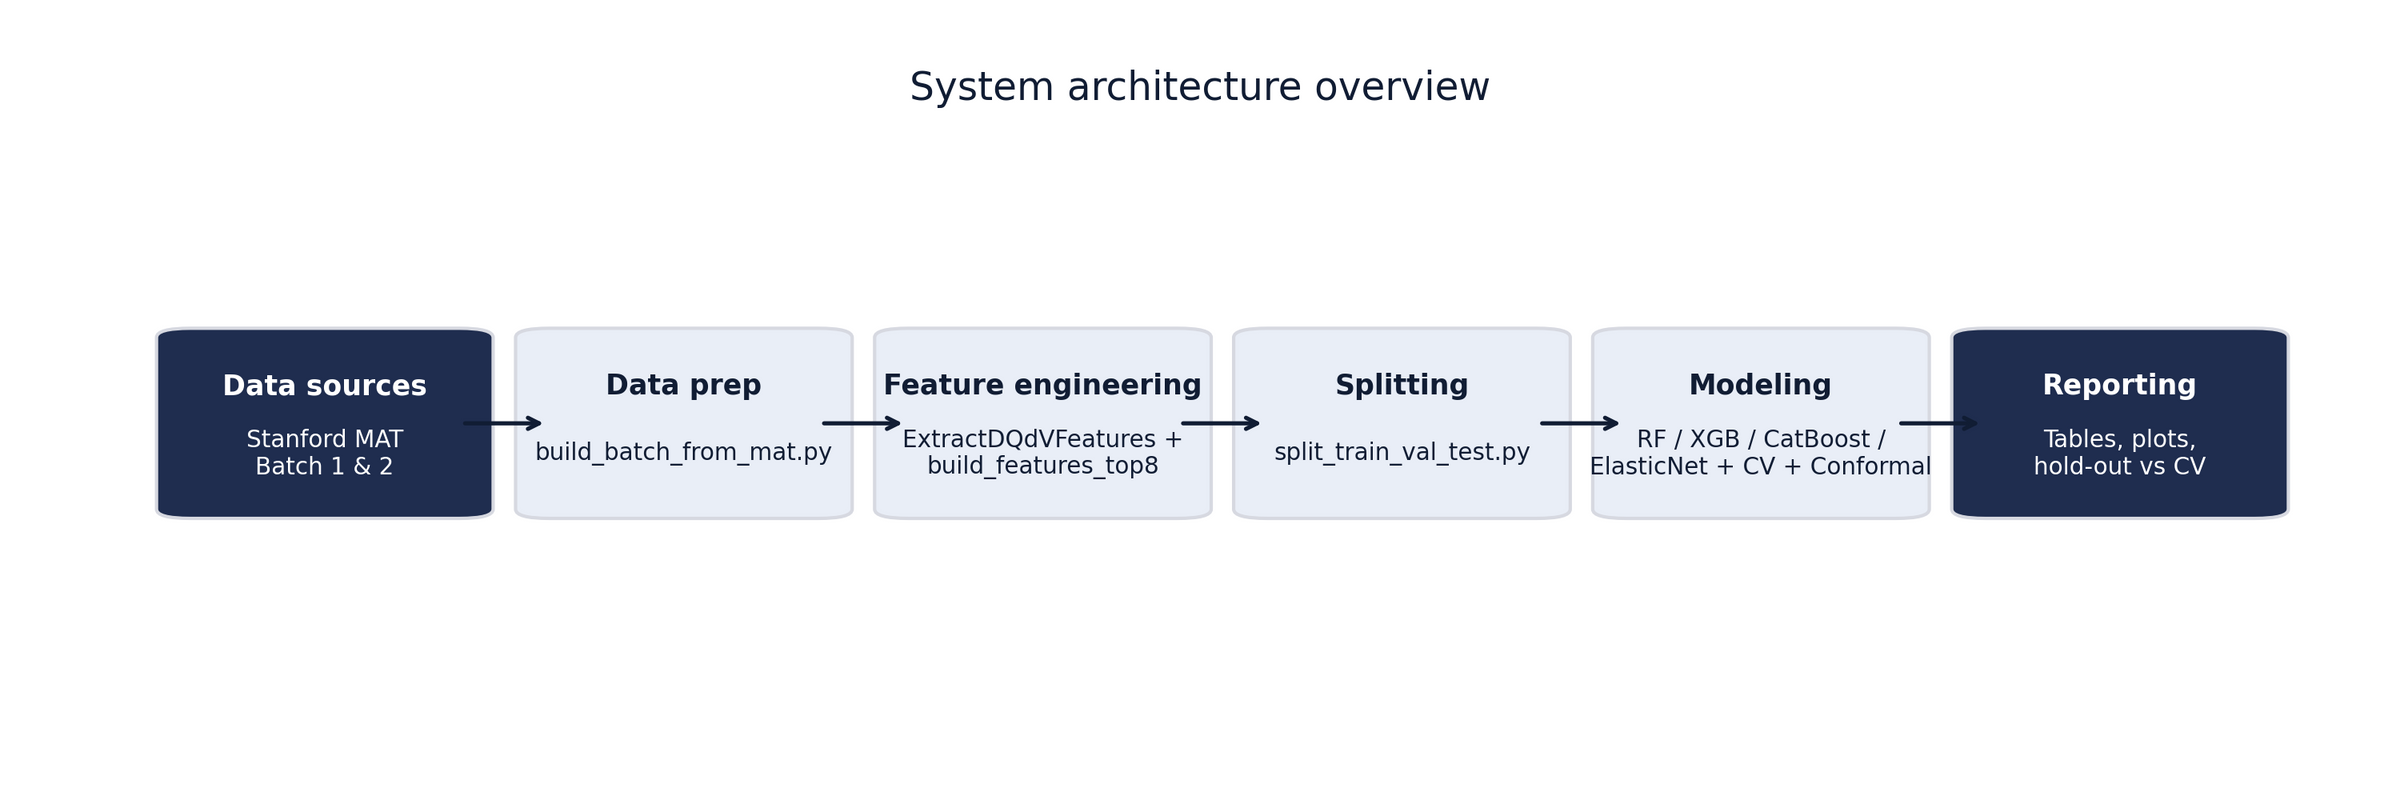 System architecture overview
Data sources
Stanford MAT
Batch 1 & 2
Data prep
build_batch_from_mat.py
Feature engineering
ExtractDQdVFeatures +
build_features_top8
Splitting
split_train_val_test.py
Modeling
RF / XGB / CatBoost /
ElasticNet + CV + Conformal
Reporting
Tables, plots,
hold-out vs CV